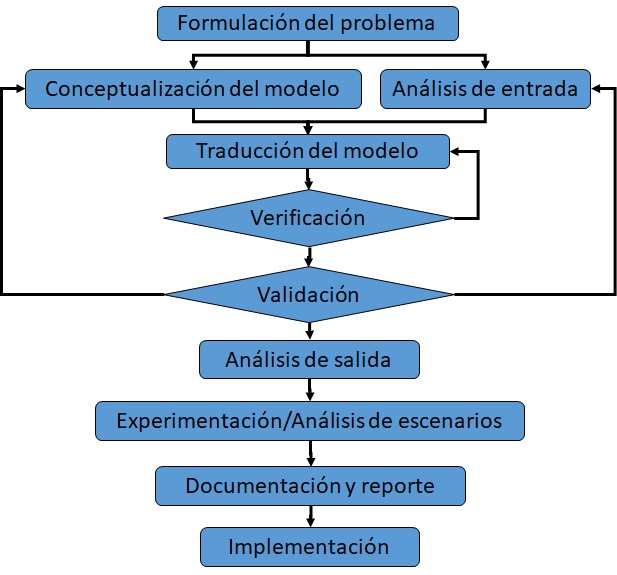 Formulación del problema
Conceptualización del modelo
Análisis de entrada
Traducción del modelo
Verificación
Validación
Análisis de salida
Experimentación/Análisis de escenarios
Documentación y reporte
Implementación